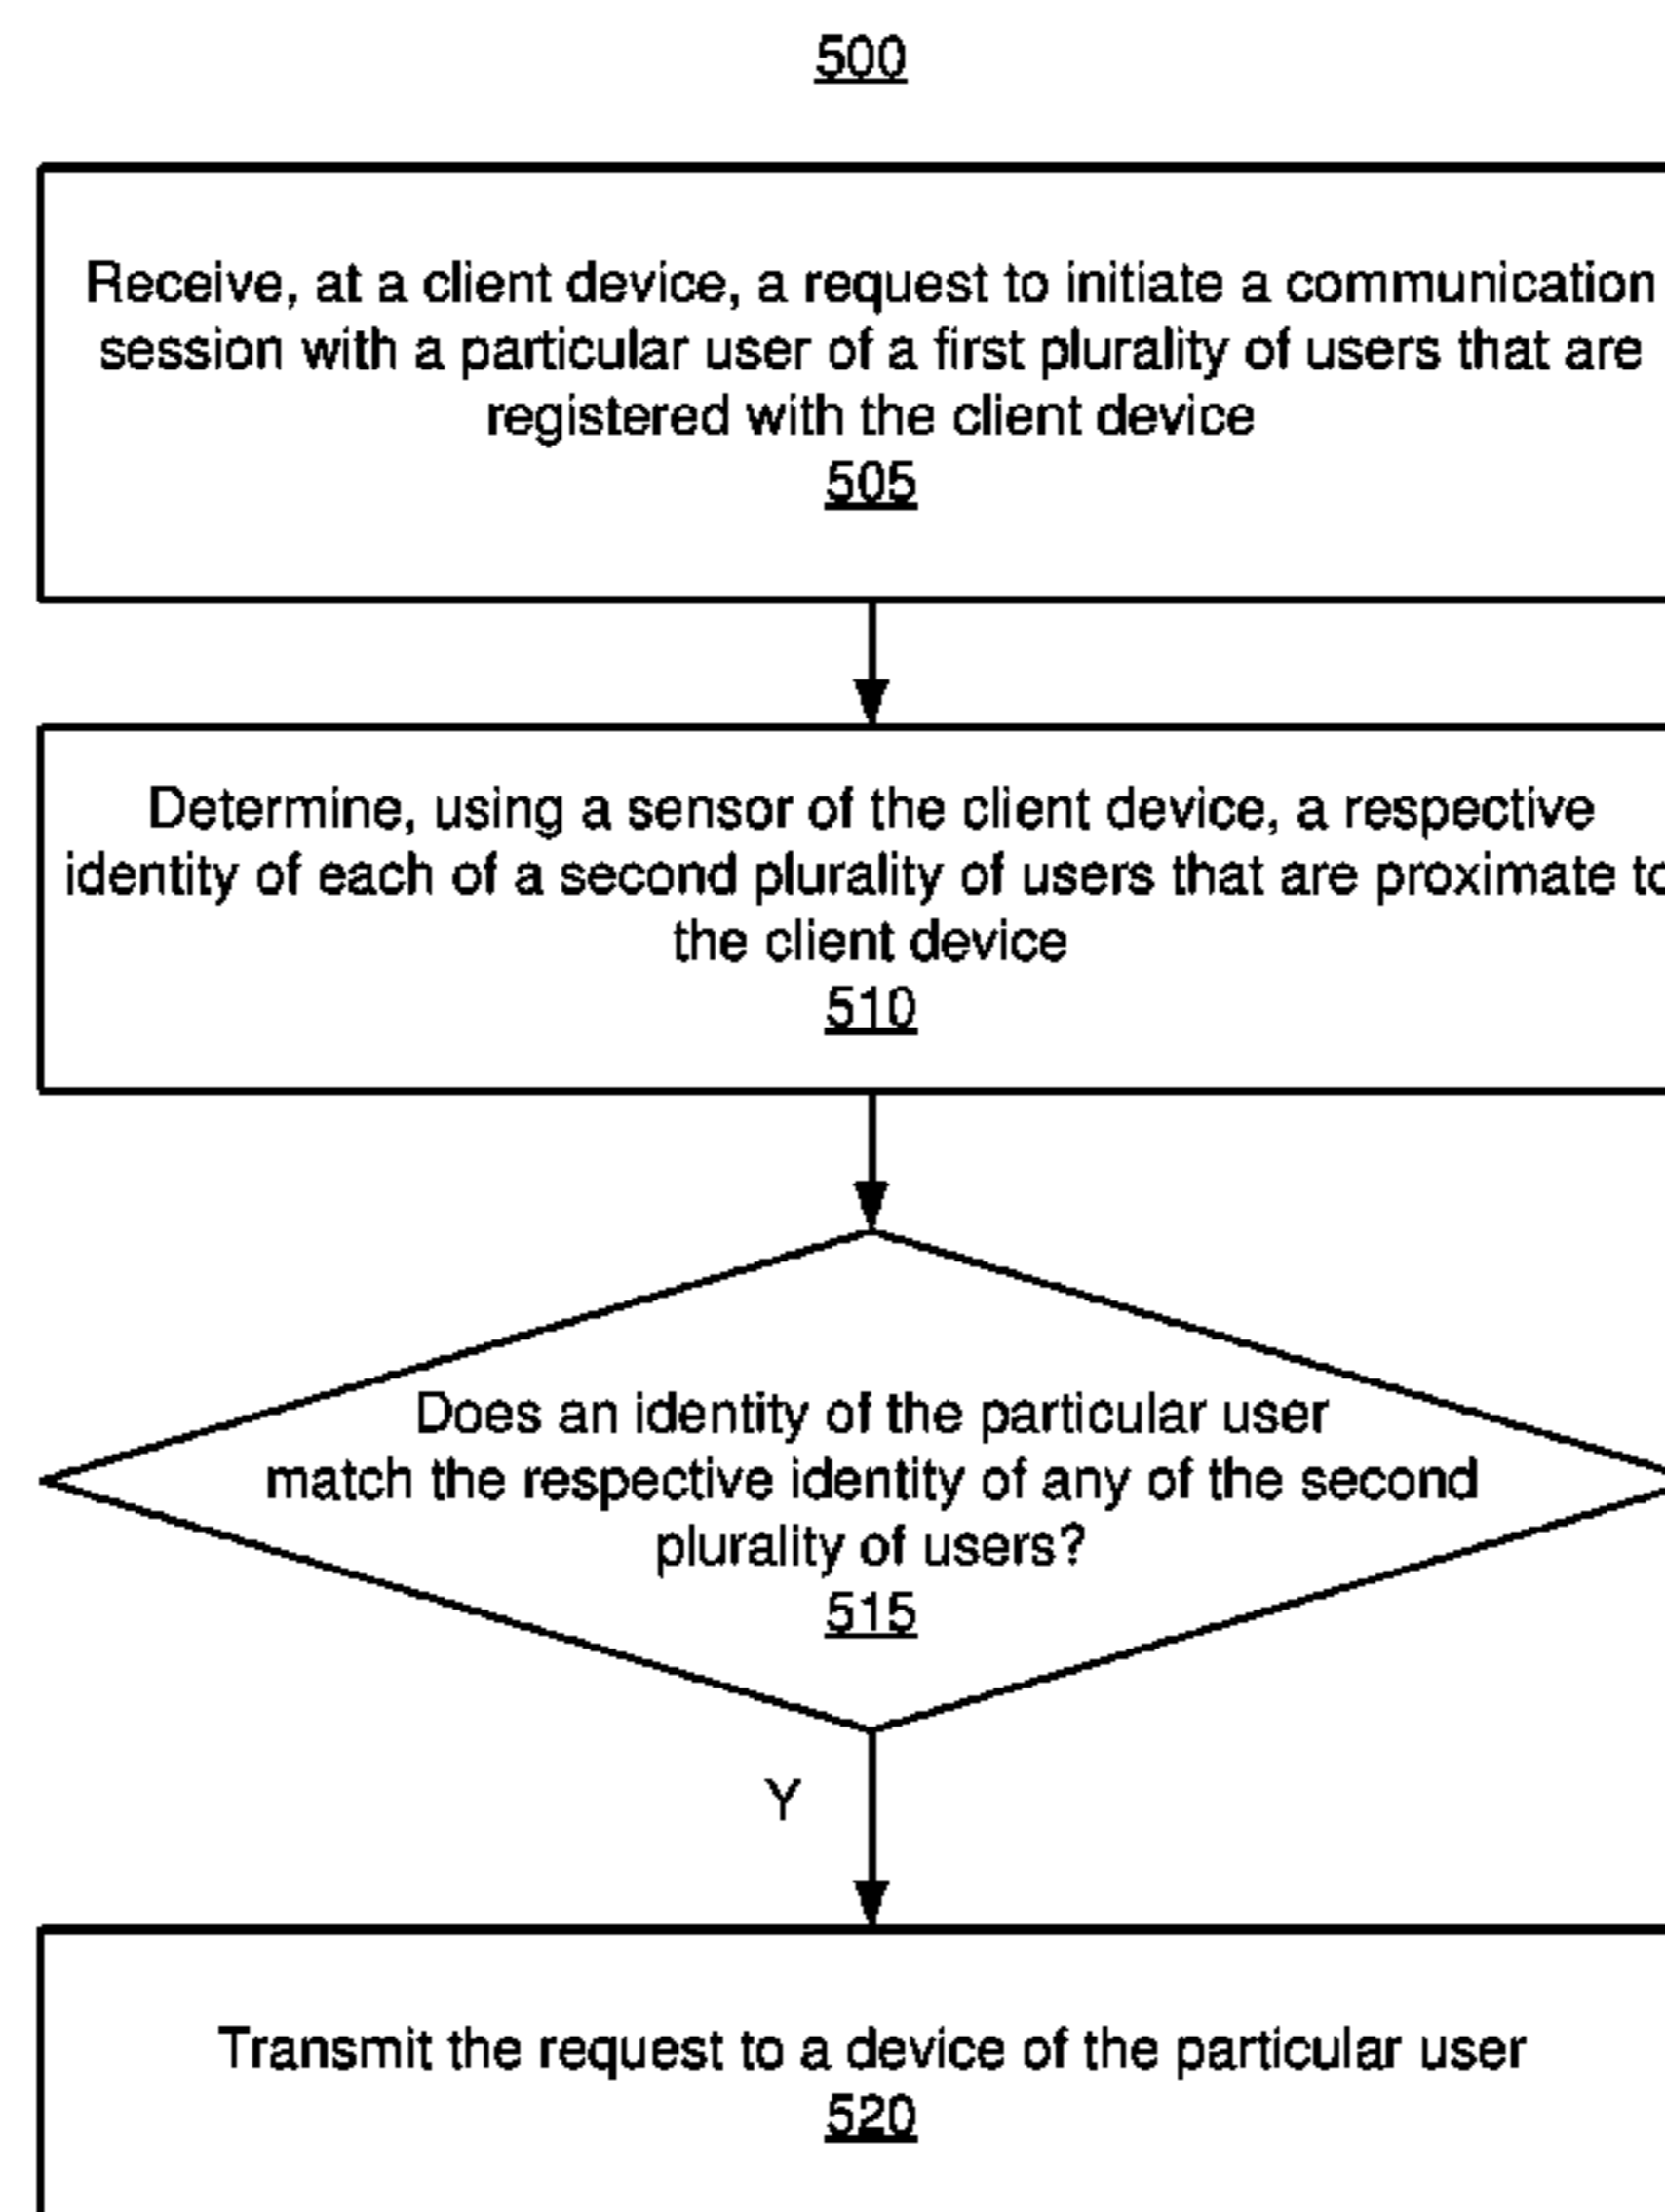 500
Receive, at a client device, a request to initiate a communication
session with a particular user of a first plurality of users that are
registered with the client device
505
Determine, using a sensor of the client device, a respective
identity of each of a second plurality of users that are proximate to
the client device
510
Does an identity of the particular user
match the respective identity of any of the second
plurality of users?
515
Y
Transmit the request to a device of the particular user
520